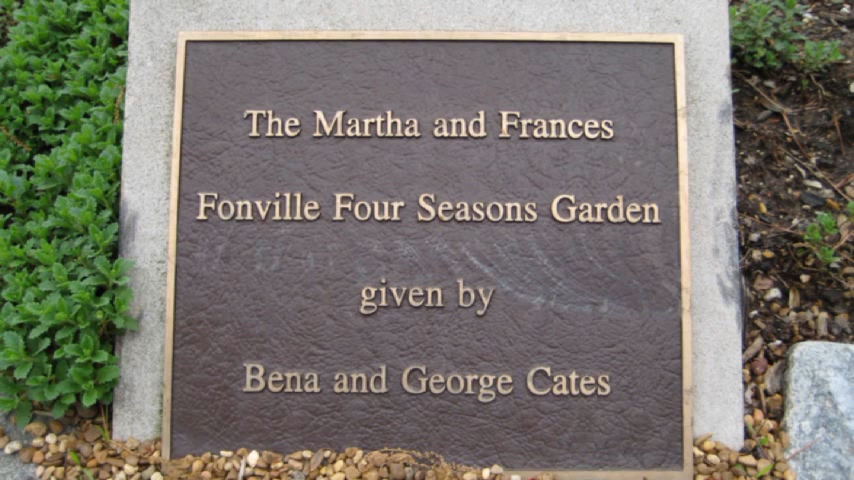 The Martha and Frances
Fonville Four Seasons Garden
given by
Bena and George Cates